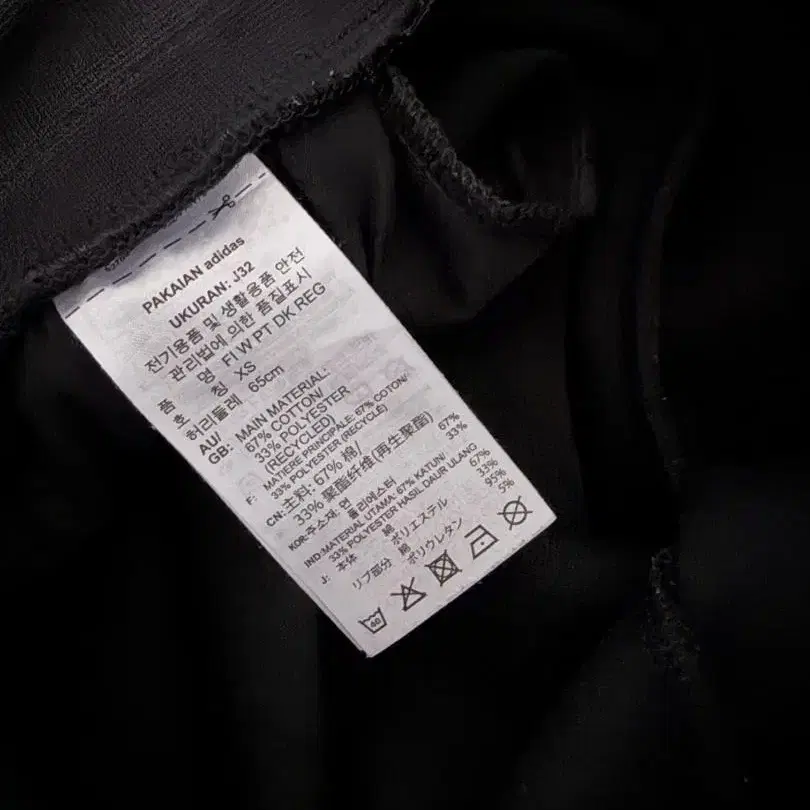 PAKAIAN adidas
UKURAN: J32
전기용품 및 생활용품 안전
관리법에 의한 품질표시
품 명 FI W PT DK REG
호 칭 XS
허리둘레 65cm
AU/
GB: MAIN MATERIAL:
67% COTTON/
33% POLYESTER
(RECYCLED)
F: MATIERE PRINCIPALE: 67% COTON/
33% POLYESTER (RECYCLE)
CN:主料: 67% 棉/
33% 聚酯纤维(再生聚酯)
KOR:주소재: 면 67%
폴리에스터 33%
IND:MATERIAL UTAMA: 67% KATUN/
33% POLYESTER HASIL DAUR ULANG
J: 本体 綿 67%
ポリエステル 33%
リブ部分 綿 95%
ポリウレタン 5%
40